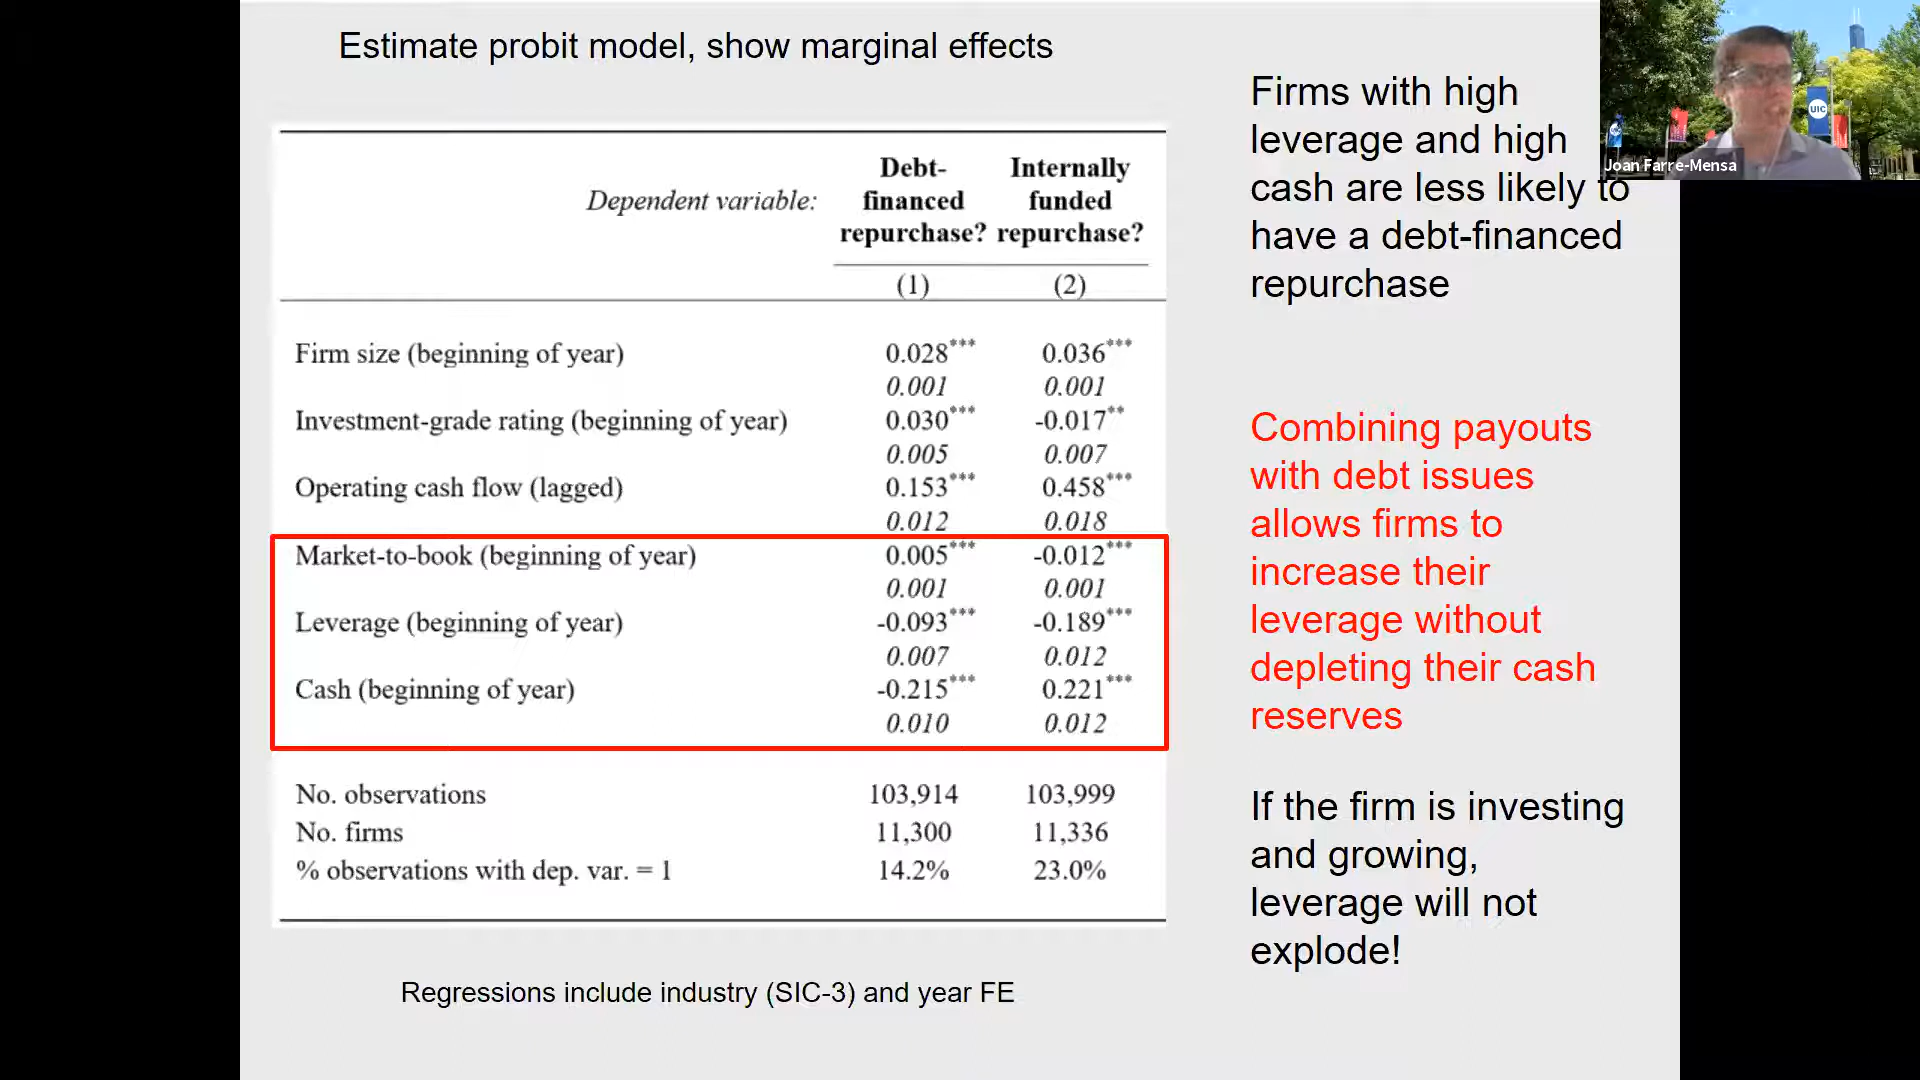 Estimate probit model, show marginal effects
Dependent variable:
Debt-
financed
repurchase?
Internally
funded
repurchase?
(1) (2)
Firm size (beginning of year) 0.028*** 0.036***
0.001 0.001
Investment-grade rating (beginning of year) 0.030*** -0.017**
0.005 0.007
Operating cash flow (lagged) 0.153*** 0.458***
0.012 0.018
Market-to-book (beginning of year) 0.005*** -0.012***
0.001 0.001
Leverage (beginning of year) -0.093*** -0.189***
0.007 0.012
Cash (beginning of year) -0.215*** 0.221***
0.010 0.012
No. observations 103,914 103,999
No. firms 11,300 11,336
% observations with dep. var. = 1 14.2% 23.0%
Regressions include industry (SIC-3) and year FE
Firms with high
leverage and high
cash are less likely to
have a debt-financed
repurchase
Combining payouts
with debt issues
allows firms to
increase their
leverage without
depleting their cash
reserves
If the firm is investing
and growing,
leverage will not
explode!
UIC
Joan Farre-Mensa